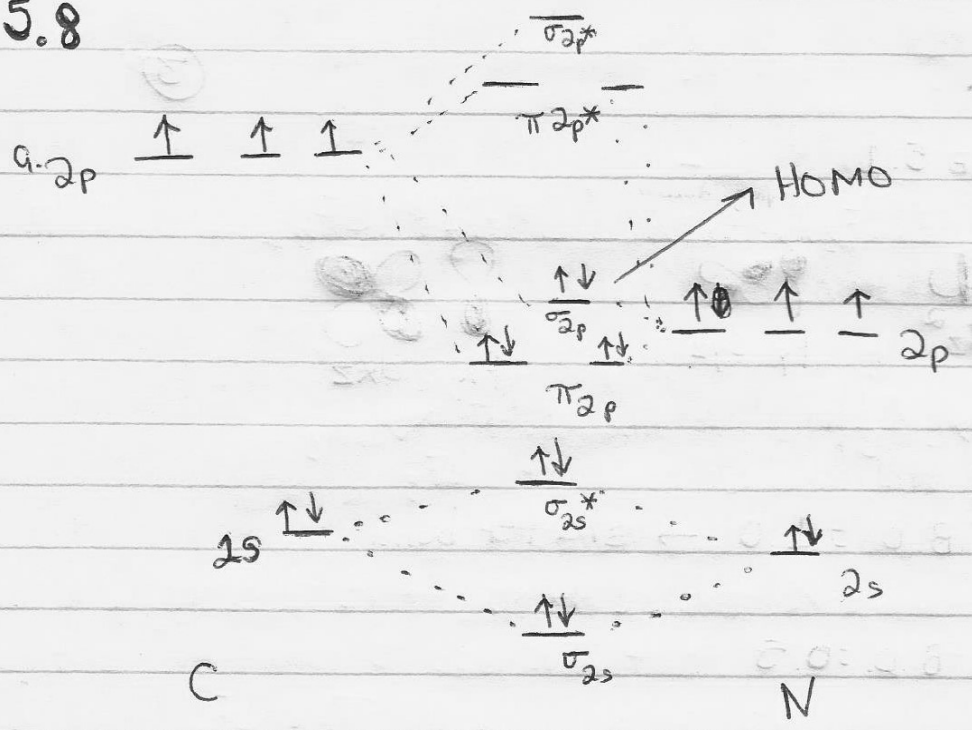 5.8
σ2p*
π2p*
↑ ↑ ↑
a. 2p
HOMO
↑↓
σ2p
↑↓ ↑ ↑
2p
↑↓ ↑↓
π2p
↑↓
σ2s*
↑↓
2s
↑↓
2s
↑↓
σ2s
C N